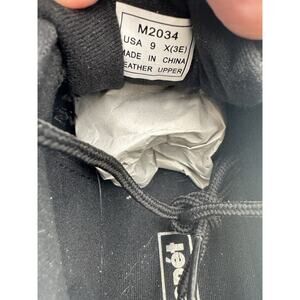 M2034
USA 9 X(3E)
MADE IN CHINA
LEATHER UPPER